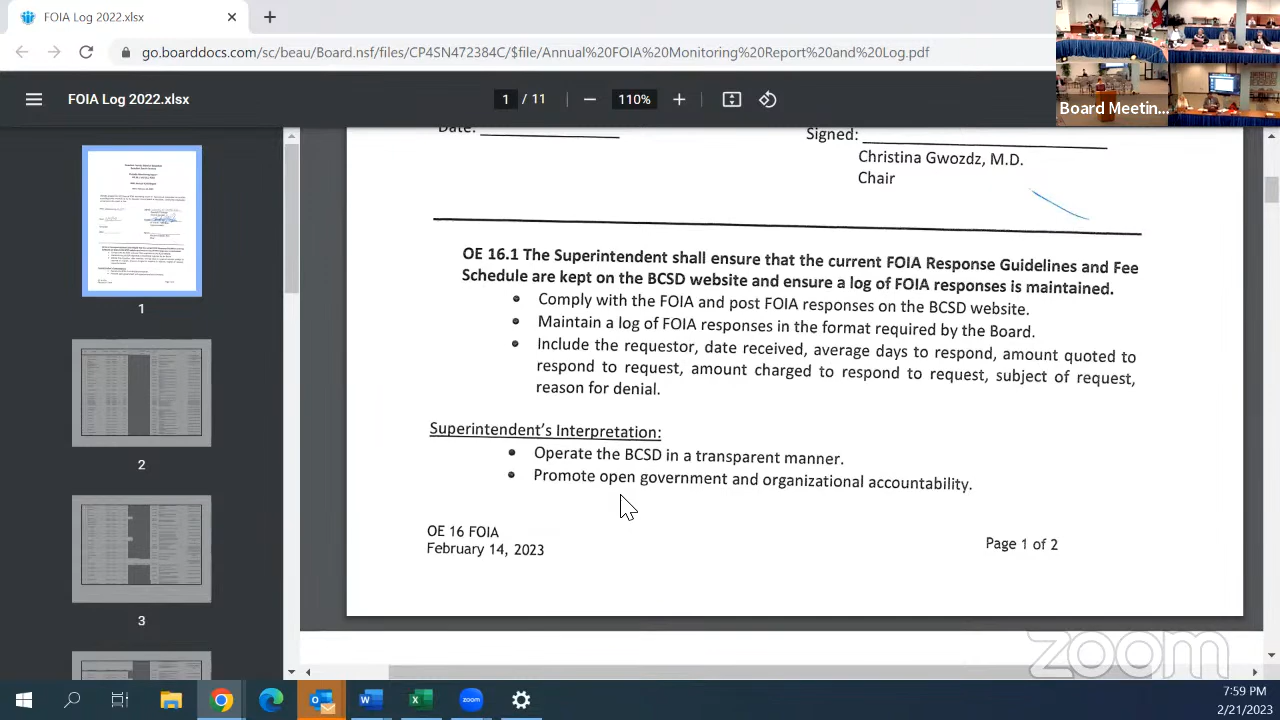 FOIA Log 2022.xlsx
go.boarddocs.com/sc/beau/Board.nsf/files/
%20FOIA%20Monitoring%20Report%20and%20Log.pdf
FOIA Log 2022.xlsx
1 / 11
110%
Board Meetin...
Date:
Signed:
Christina Gwozdz, M.D.
Chair
OE 16.1 The Superintendent shall ensure that the current FOIA Response Guidelines and Fee
Schedule are kept on the BCSD website and ensure a log of FOIA responses is maintained.
• Comply with the FOIA and post FOIA responses on the BCSD website.
• Maintain a log of FOIA responses in the format required by the Board.
• Include the requestor, date received, average days to respond, amount quoted to
respond to request, amount charged to respond to request, subject of request,
reason for denial.
Superintendent's Interpretation:
• Operate the BCSD in a transparent manner.
• Promote open government and organizational accountability.
OE 16 FOIA
February 14, 2023
Page 1 of 2
1
2
3
zoom
zoom
7:59 PM
2/21/2023